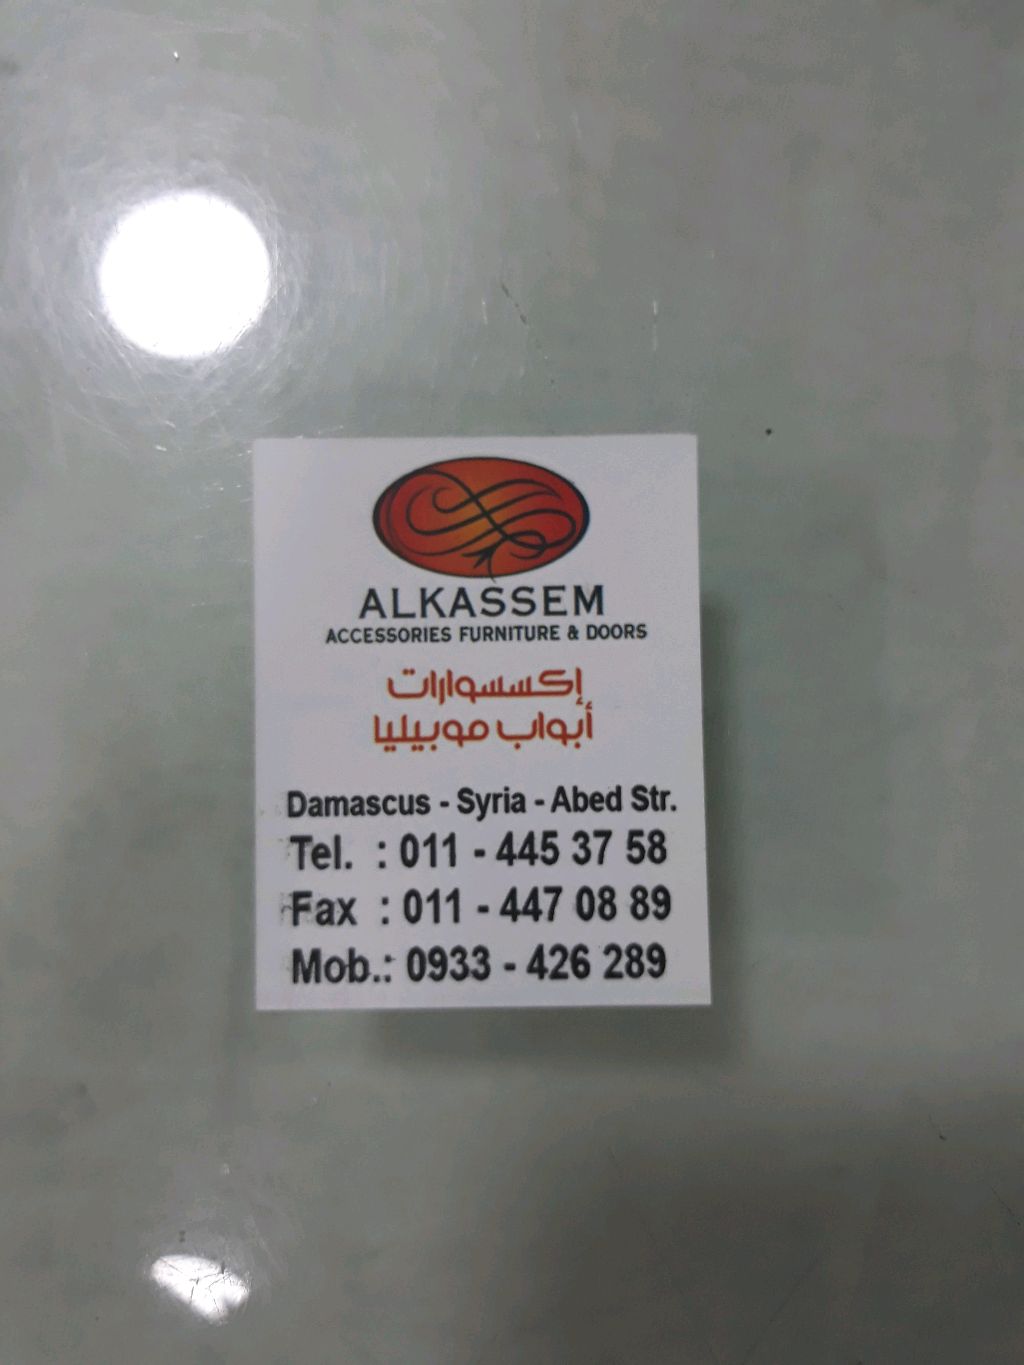 ALKASSEM
ACCESSORIES FURNITURE & DOORS
إكسسوارات
أبواب موبيليا
Damascus - Syria - Abed Str.
Tel. : 011 - 445 37 58
Fax : 011 - 447 08 89
Mob.: 0933 - 426 289